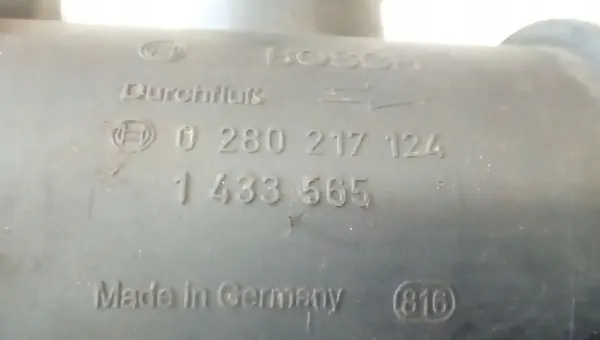 BOSCH
Durchfluß
0 280 217 124
1 433 565
Made in Germany 816